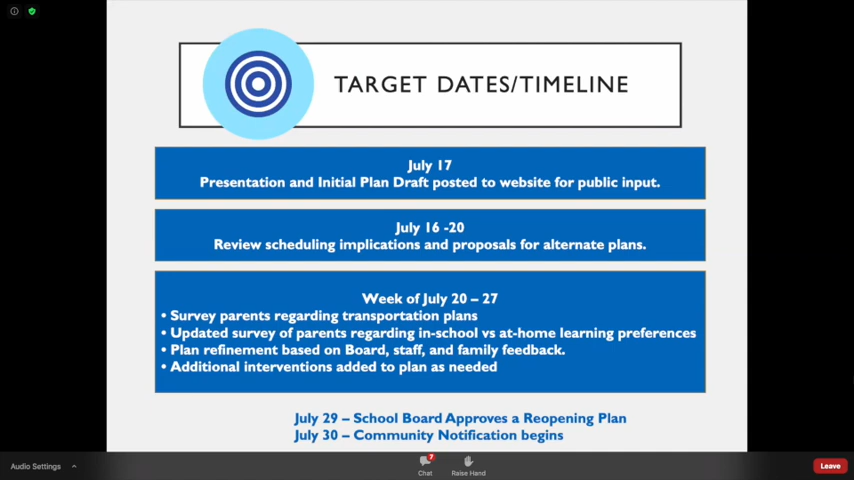 TARGET DATES/TIMELINE
July 17
Presentation and Initial Plan Draft posted to website for public input.
July 16 -20
Review scheduling implications and proposals for alternate plans.
Week of July 20 – 27
• Survey parents regarding transportation plans
• Updated survey of parents regarding in-school vs at-home learning preferences
• Plan refinement based on Board, staff, and family feedback.
• Additional interventions added to plan as needed
July 29 – School Board Approves a Reopening Plan
July 30 – Community Notification begins
Audio Settings
7
Chat
Raise Hand
Leave